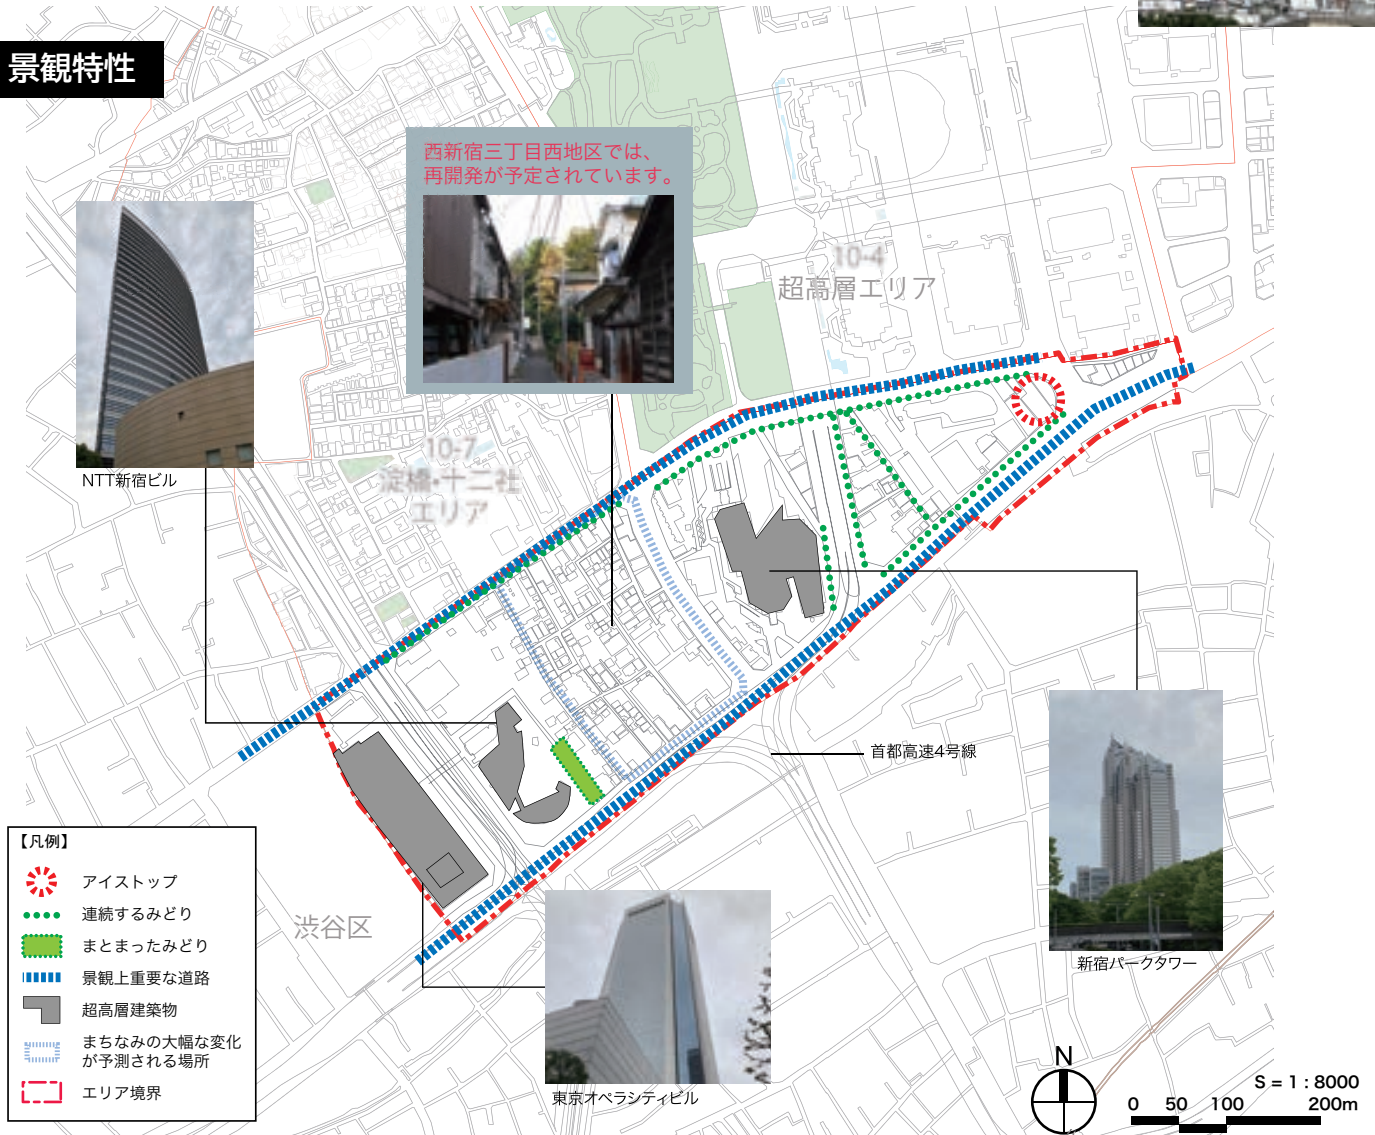 景観特性
西新宿三丁目西地区では、
再開発が予定されています。
10-4
超高層エリア
NTT新宿ビル
10-7
淀橋・十二社
エリア
首都高速4号線
渋谷区
新宿パークタワー
東京オペラシティビル
【凡例】
アイストップ
連続するみどり
まとまったみどり
景観上重要な道路
超高層建築物
まちなみの大幅な変化
が予測される場所
エリア境界
N
S = 1 : 8000
0 50 100 200m